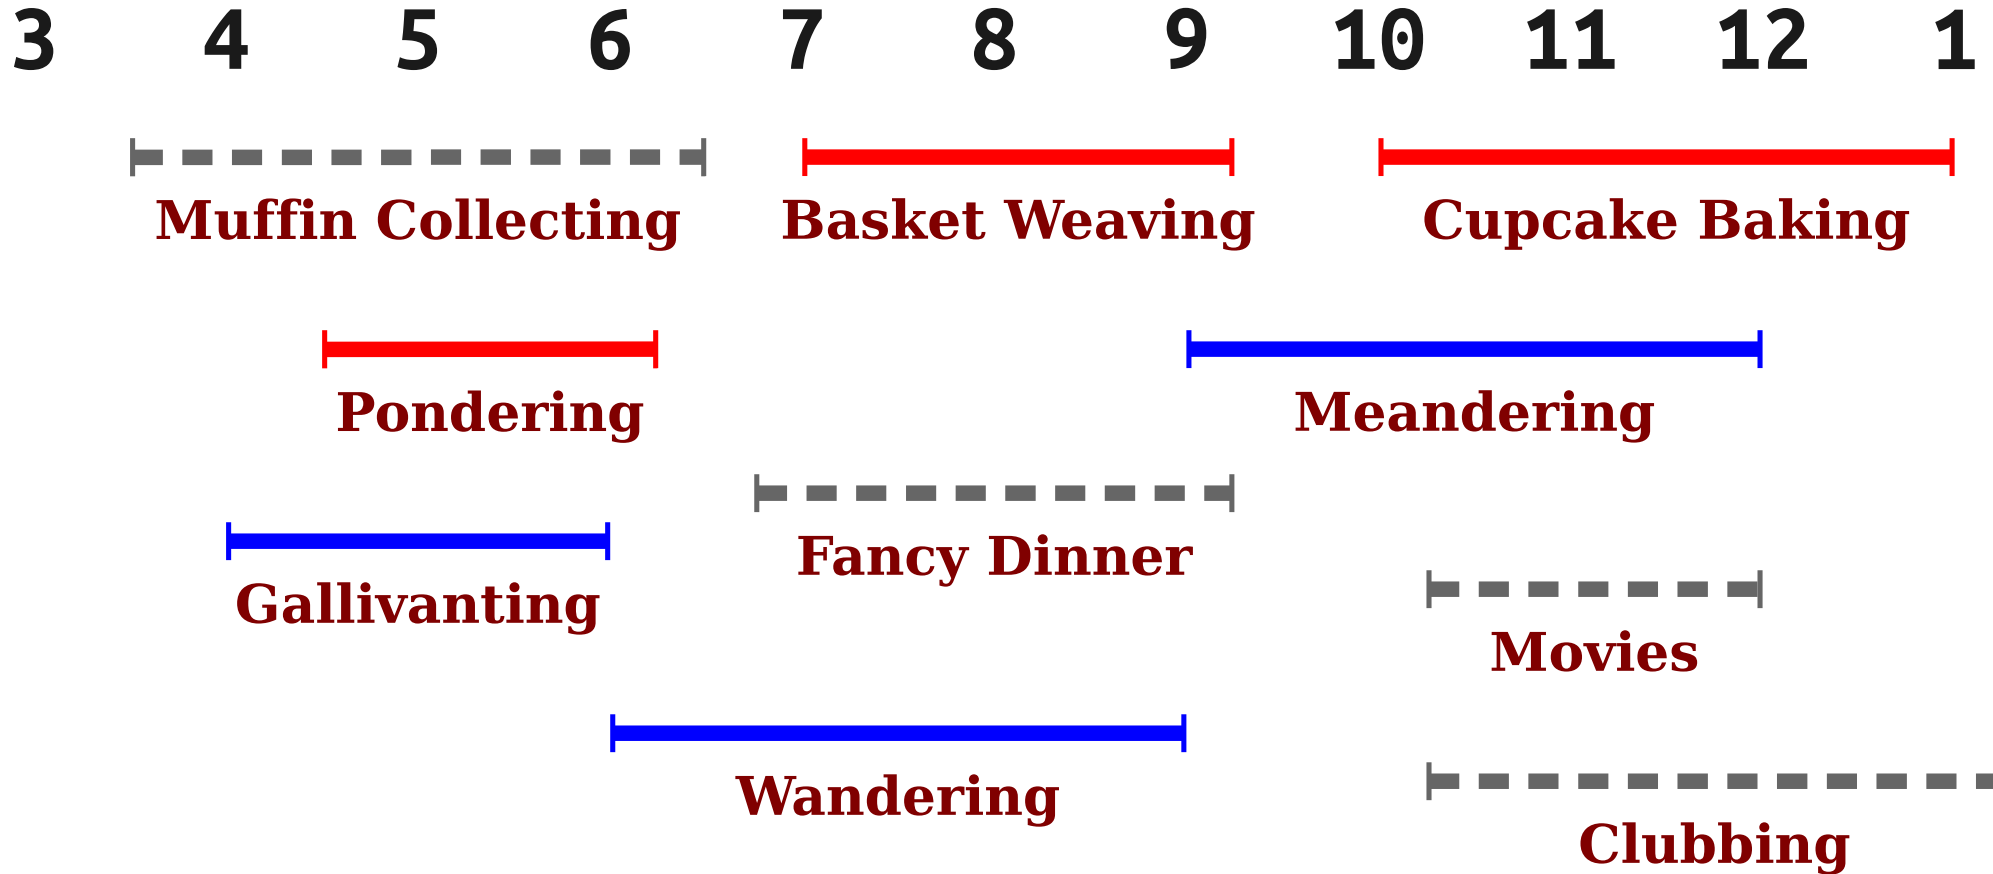 3 4 5 6 7 8 9 10 11 12 1
Muffin Collecting Basket Weaving Cupcake Baking
Pondering Meandering
Fancy Dinner
Gallivanting
Movies
Wandering
Clubbing